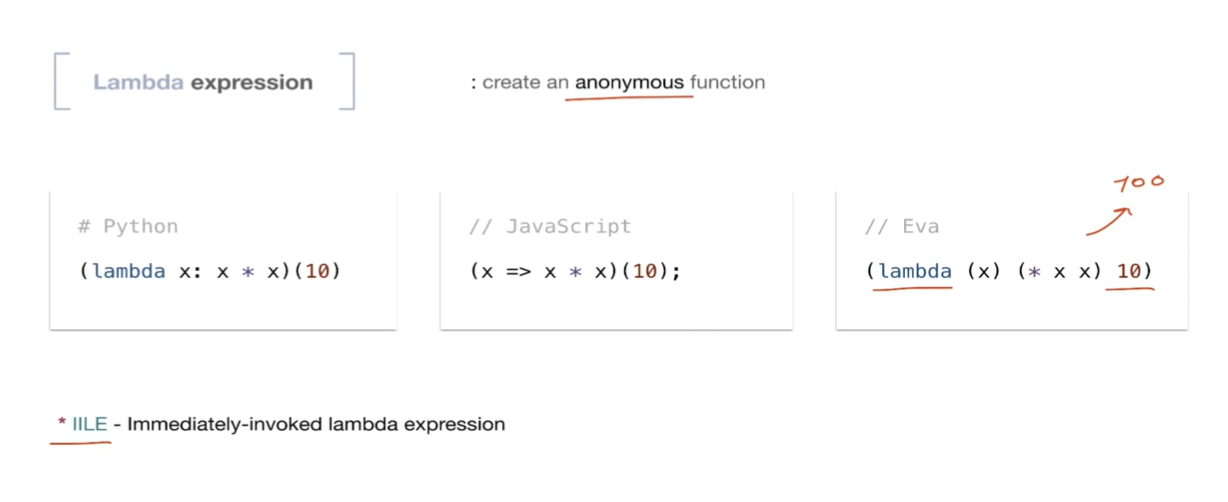 Lambda expression
: create an anonymous function
100
# Python
(lambda x: x * x)(10)
// JavaScript
(x => x * x)(10);
// Eva
(lambda (x) (* x x) 10)
* IILE - Immediately-invoked lambda expression